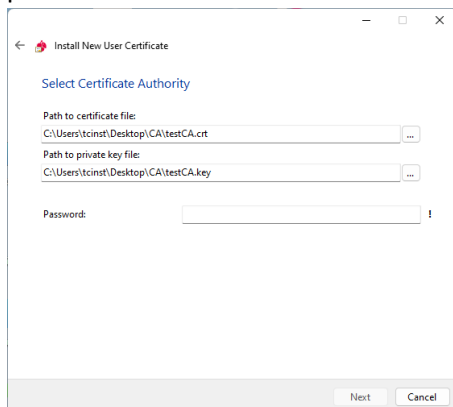 Install New User Certificate
Select Certificate Authority
Path to certificate file:
C:\Users\tcinst\Desktop\CA\testCA.crt
...
Path to private key file:
C:\Users\tcinst\Desktop\CA\testCA.key
...
Password:
!
Next
Cancel